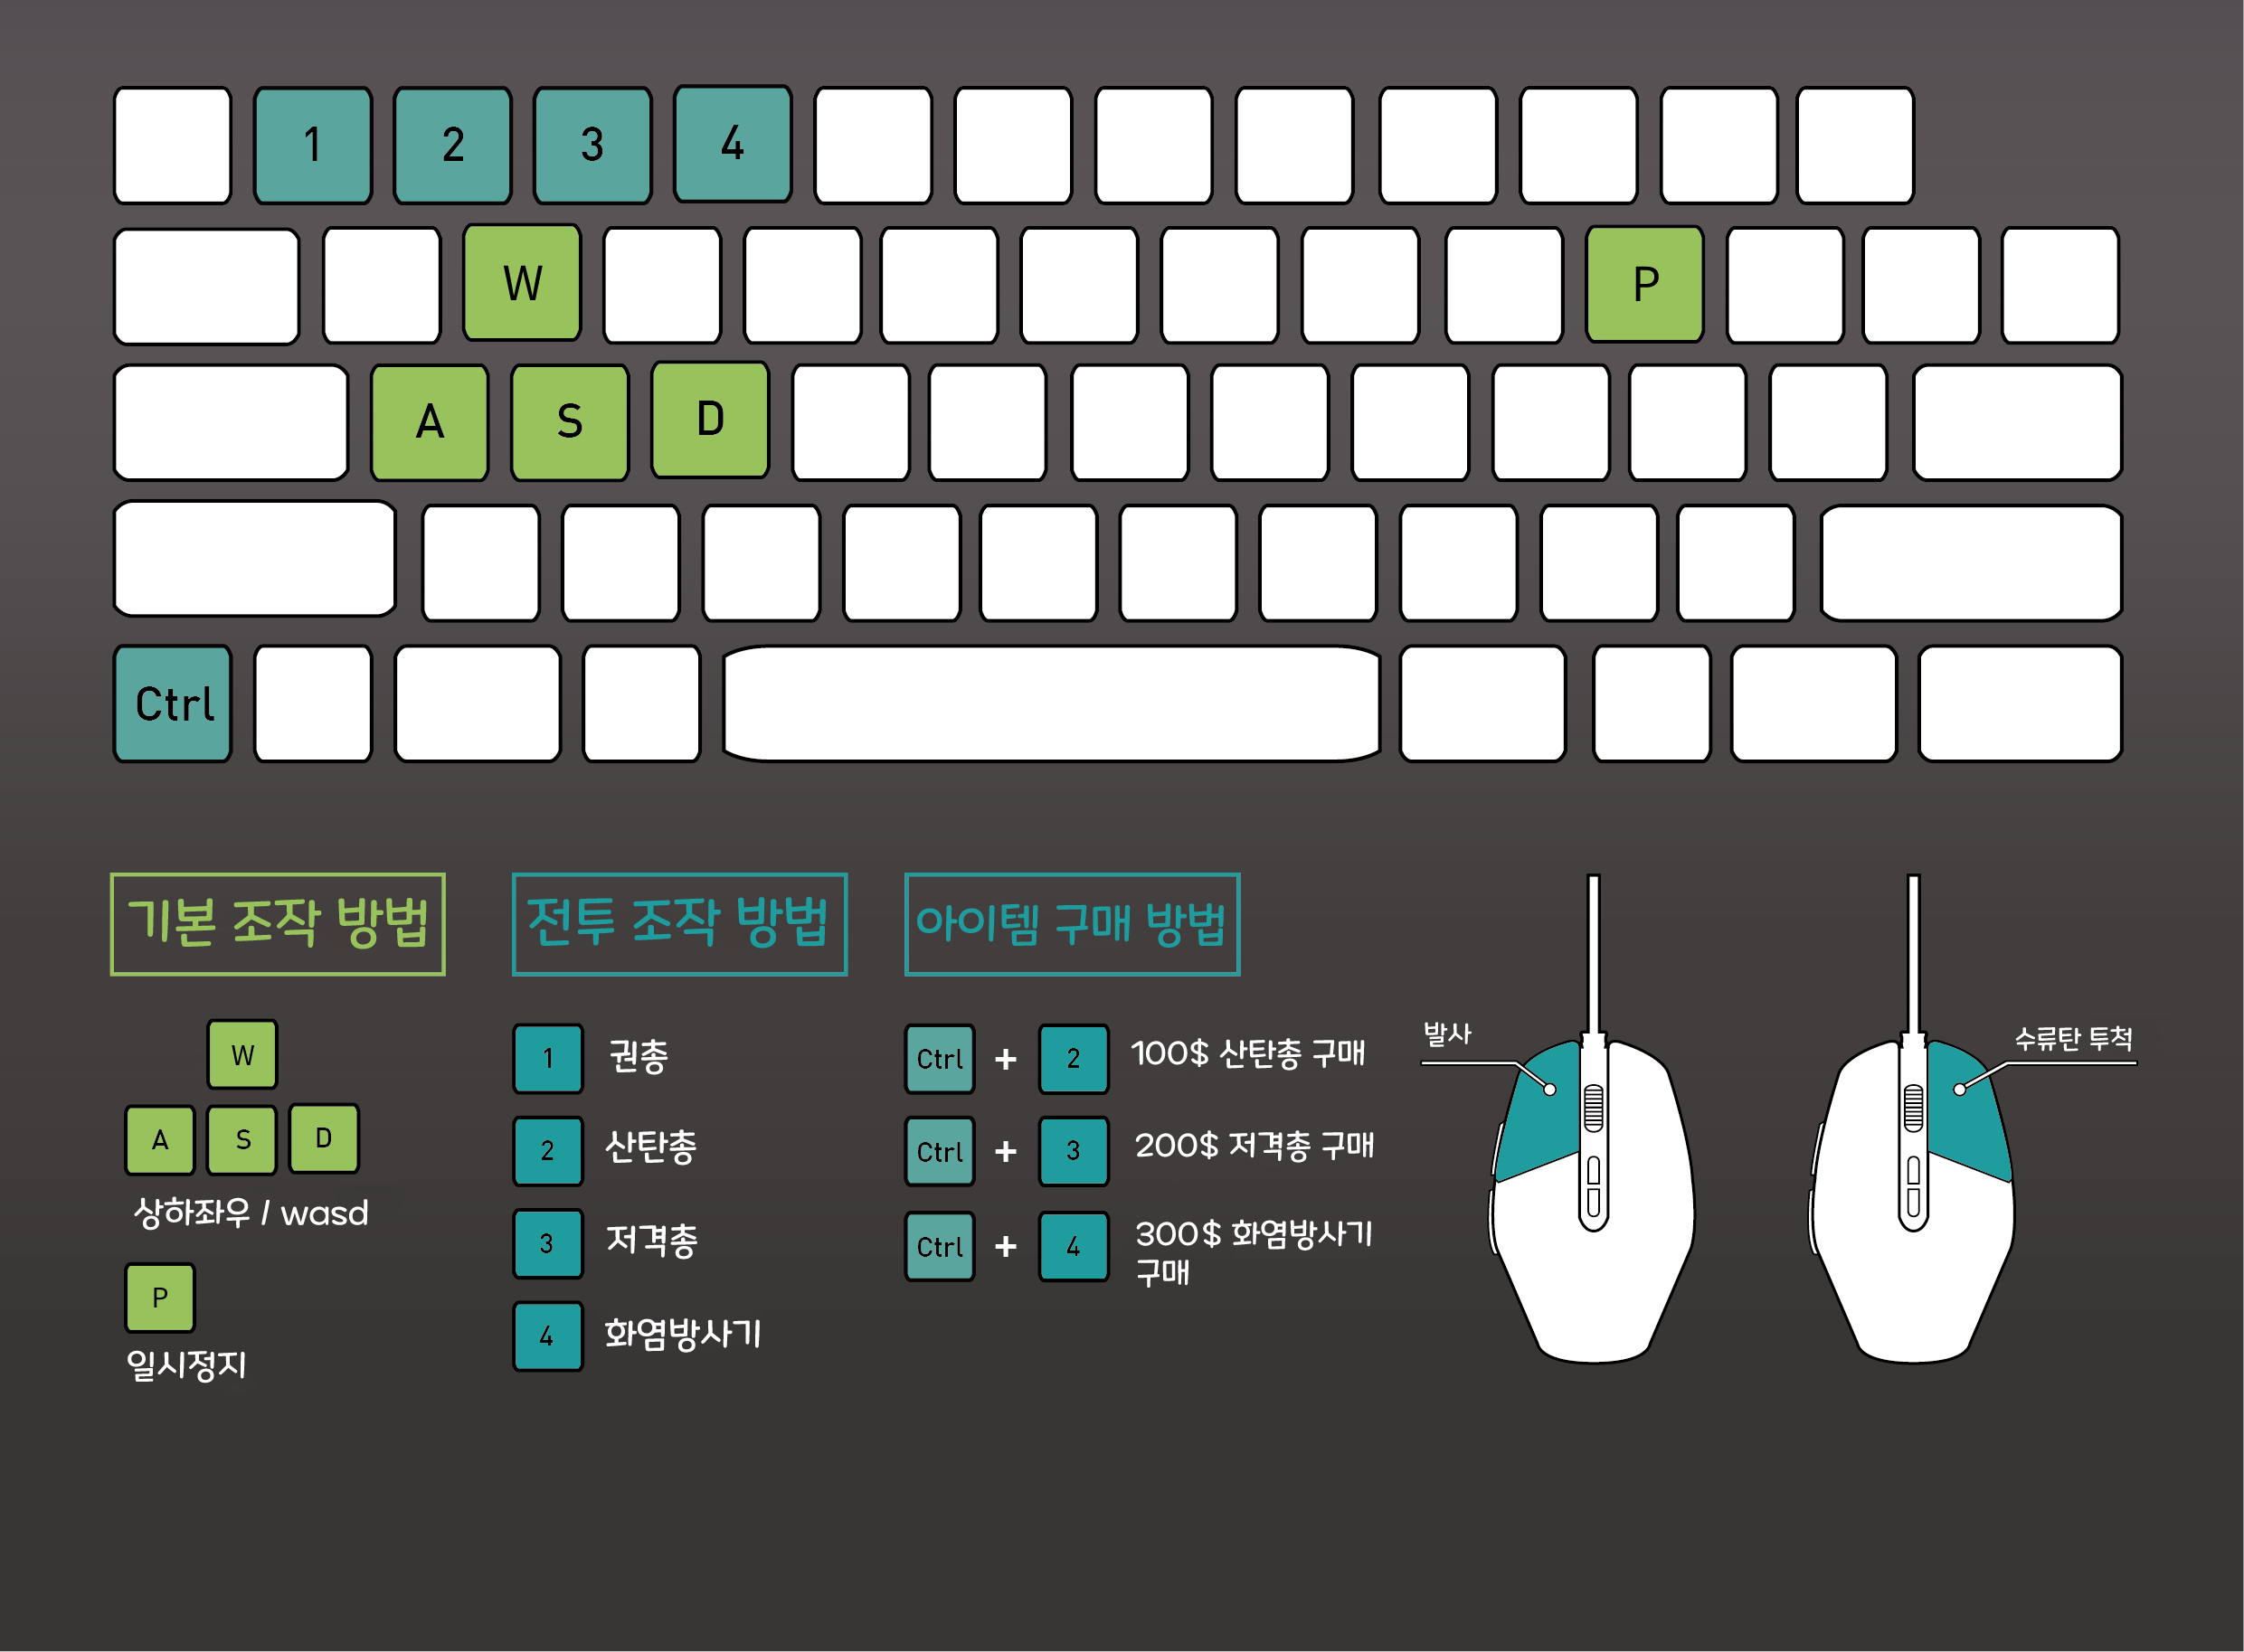 1 2 3 4
W P
A S D
Ctrl
기본 조작 방법
W
A S D
상하좌우 / wasd
P
일시정지
전투 조작 방법
1 권총
2 산탄총
3 저격총
4 화염방사기
아이템 구매 방법
Ctrl + 2 100$ 산탄총 구매
Ctrl + 3 200$ 저격총 구매
Ctrl + 4 300$ 화염방사기
구매
발사
수류탄 투척